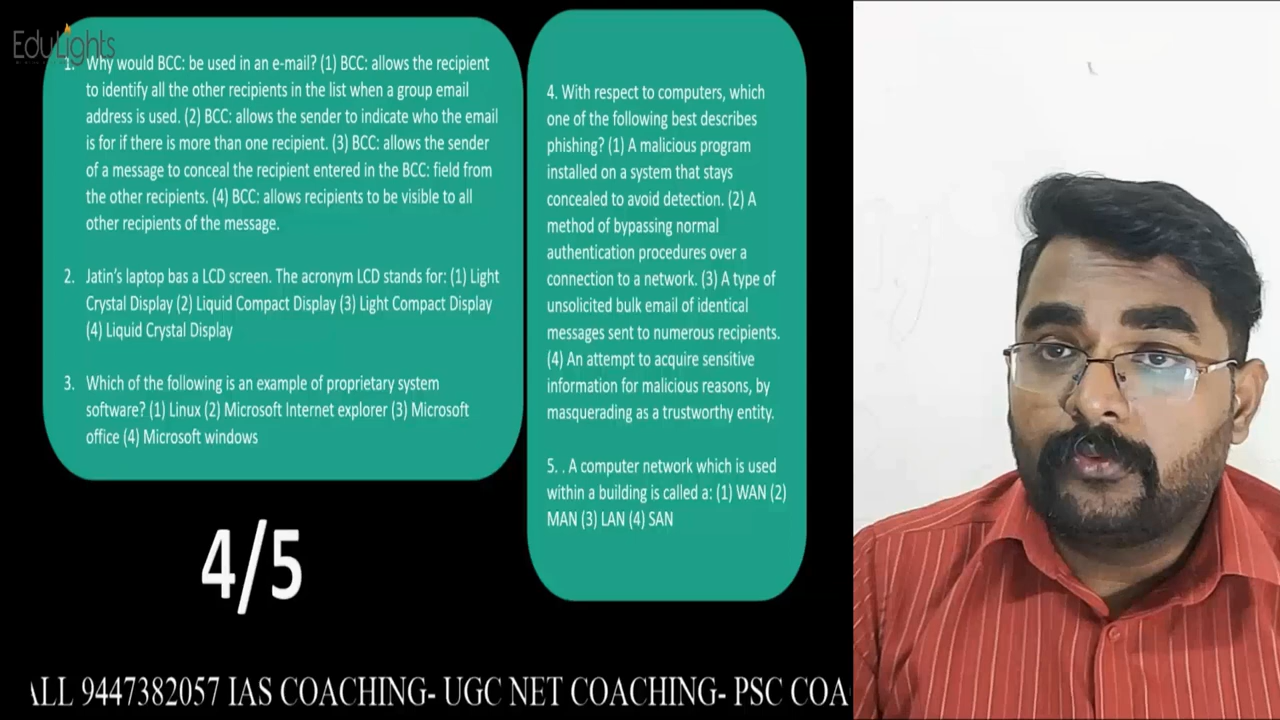 EduLights
1. Why would BCC: be used in an e-mail? (1) BCC: allows the recipient
to identify all the other recipients in the list when a group email
address is used. (2) BCC: allows the sender to indicate who the email
is for if there is more than one recipient. (3) BCC: allows the sender
of a message to conceal the recipient entered in the BCC: field from
the other recipients. (4) BCC: allows recipients to be visible to all
other recipients of the message.
2. Jatin's laptop bas a LCD screen. The acronym LCD stands for: (1) Light
Crystal Display (2) Liquid Compact Display (3) Light Compact Display
(4) Liquid Crystal Display
3. Which of the following is an example of proprietary system
software? (1) Linux (2) Microsoft Internet explorer (3) Microsoft
office (4) Microsoft windows
4. With respect to computers, which
one of the following best describes
phishing? (1) A malicious program
installed on a system that stays
concealed to avoid detection. (2) A
method of bypassing normal
authentication procedures over a
connection to a network. (3) A type of
unsolicited bulk email of identical
messages sent to numerous recipients.
(4) An attempt to acquire sensitive
information for malicious reasons, by
masquerading as a trustworthy entity.
5. . A computer network which is used
within a building is called a: (1) WAN (2)
MAN (3) LAN (4) SAN
4/5
ALL 9447382057 IAS COACHING- UGC NET COACHING- PSC COA